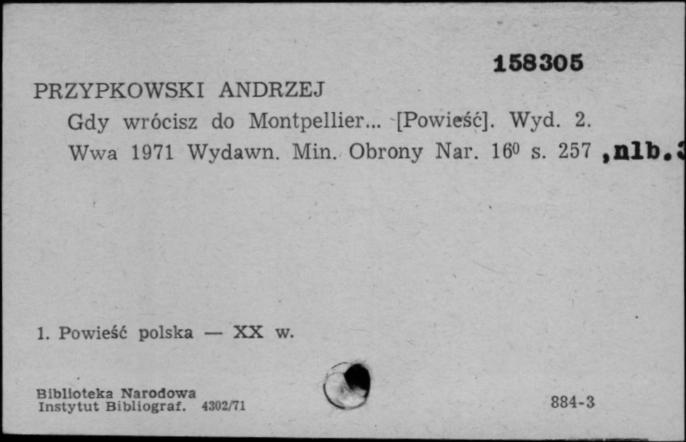 158305
PRZYPKOWSKI ANDRZEJ
Gdy wrócisz do Montpellier... [Powieść]. Wyd. 2.
Wwa 1971 Wydawn. Min. Obrony Nar. 16⁰ s. 257 ,nlb.
1. Powieść polska — XX w.
Biblioteka Narodowa
Instytut Bibliograf. 4302/71
884-3